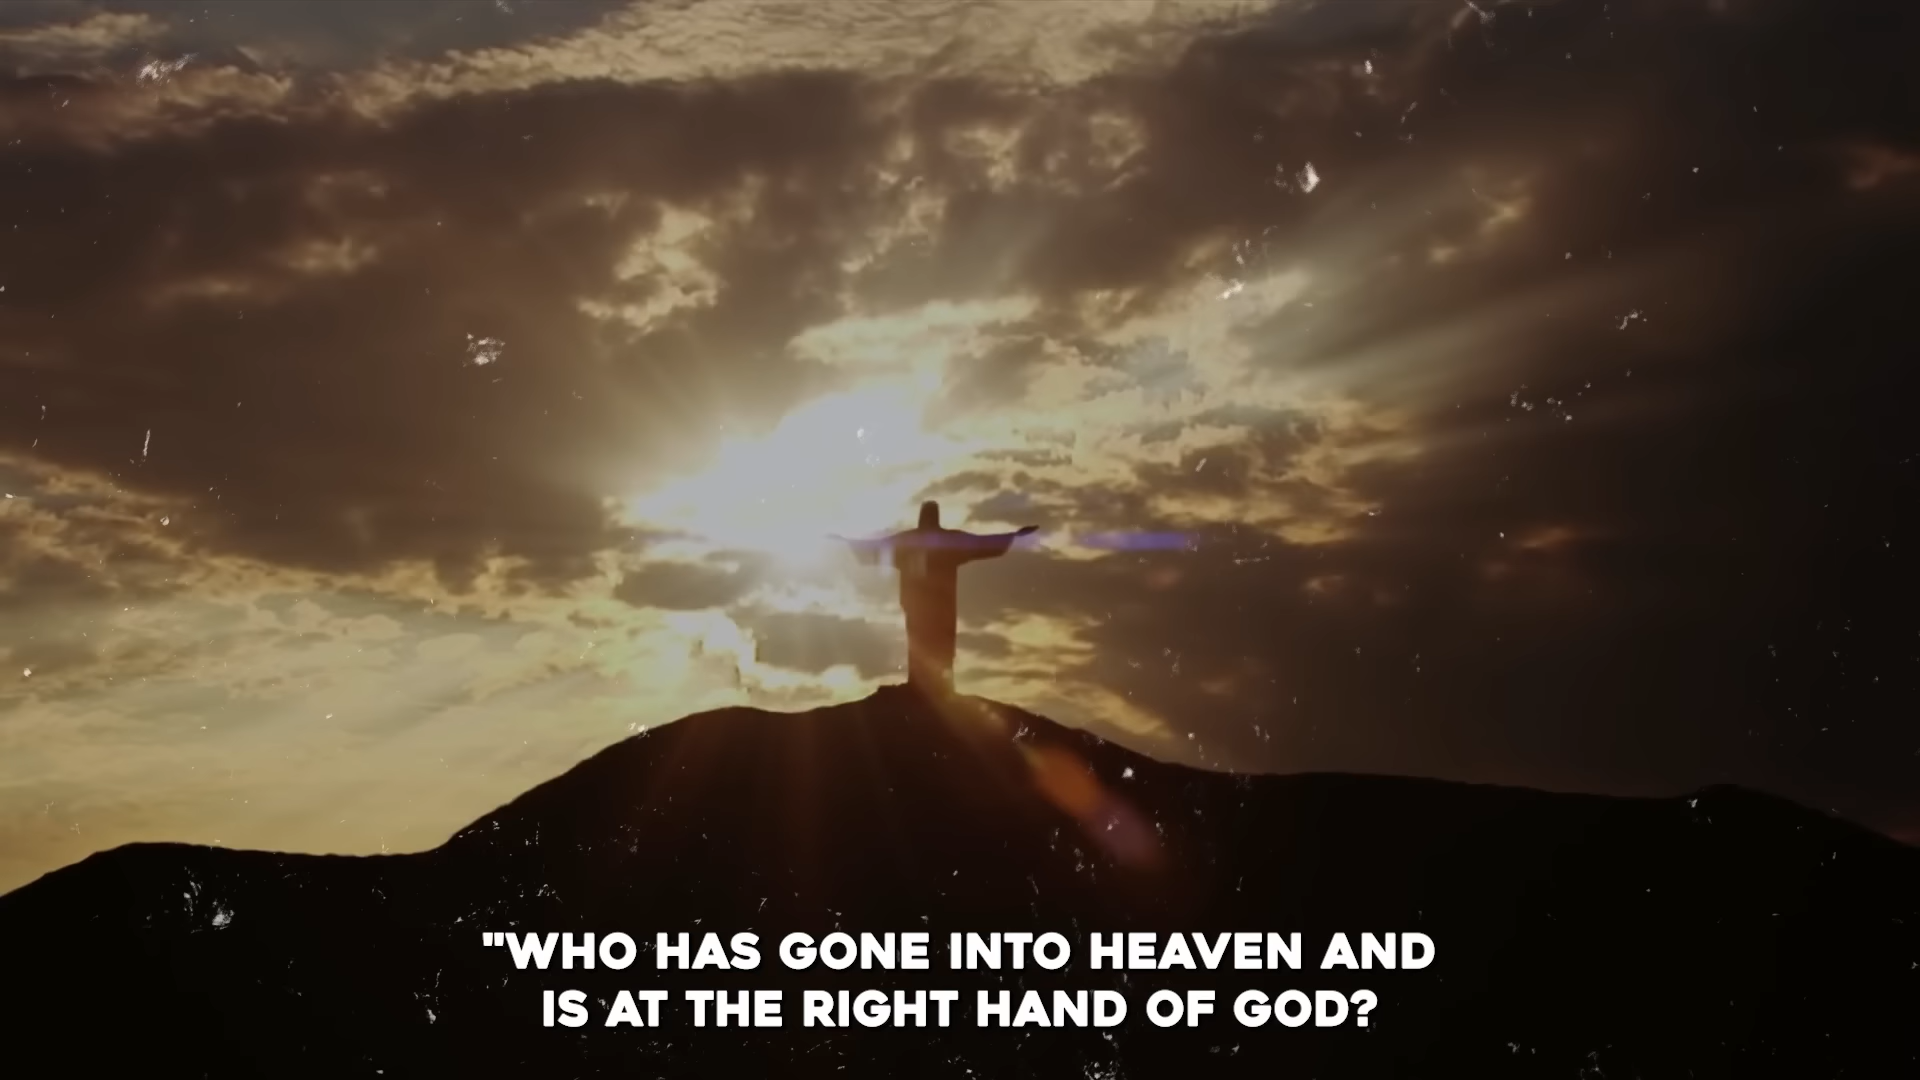 "WHO HAS GONE INTO HEAVEN AND
IS AT THE RIGHT HAND OF GOD?